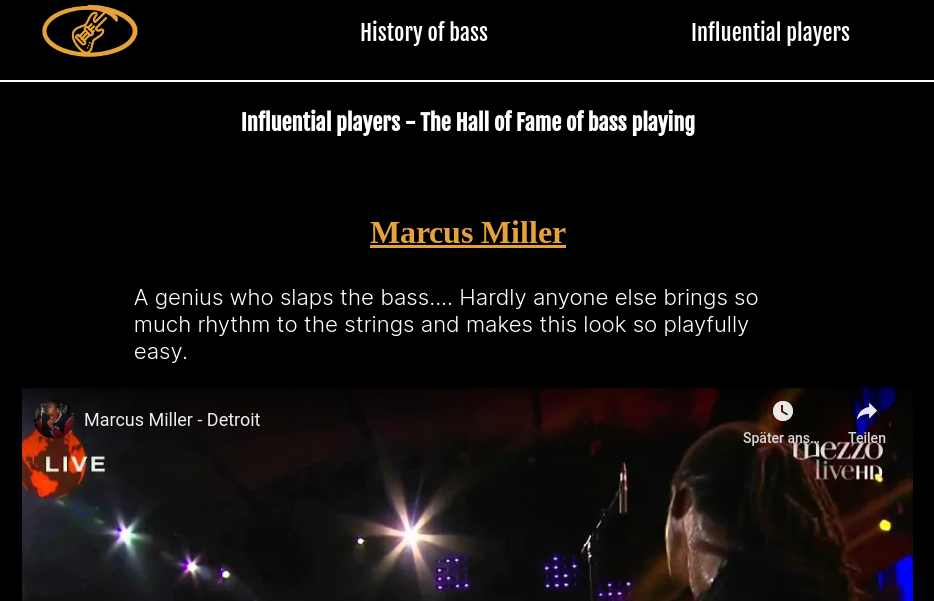 History of bass
Influential players
Influential players - The Hall of Fame of bass playing
Marcus Miller
A genius who slaps the bass.... Hardly anyone else brings so
much rhythm to the strings and makes this look so playfully
easy.
Marcus Miller - Detroit
Später ans...
Teilen
LIVE
mezzo
liveHD